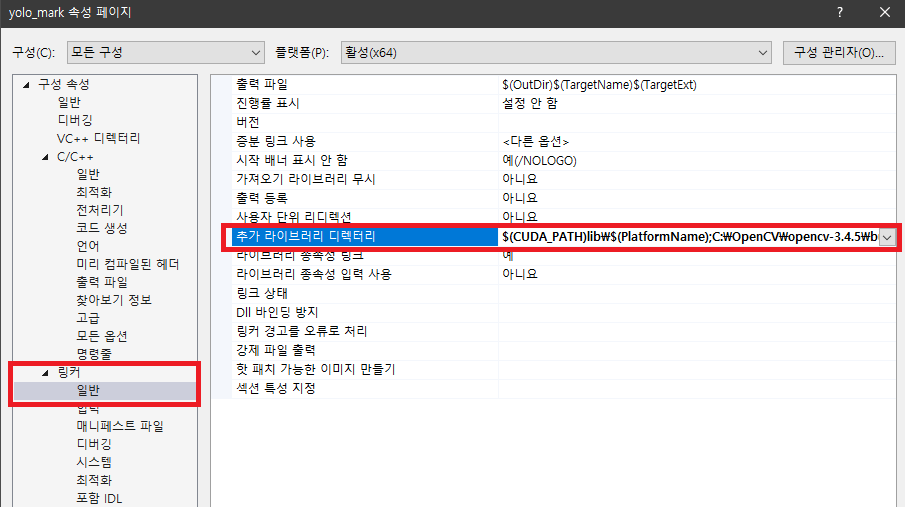 yolo_mark 속성 페이지
? ×
구성(C): 모든 구성 플랫폼(P): 활성(x64) 구성 관리자(O)...
구성 속성
일반
디버깅
VC++ 디렉터리
C/C++
일반
최적화
전처리기
코드 생성
언어
미리 컴파일된 헤더
출력 파일
찾아보기 정보
고급
모든 옵션
명령줄
링커
일반
입력
매니페스트 파일
디버깅
시스템
최적화
포함 IDL
출력 파일 $(OutDir)$(TargetName)$(TargetExt)
진행률 표시 설정 안 함
버전
증분 링크 사용 <다른 옵션>
시작 배너 표시 안 함 예(/NOLOGO)
가져오기 라이브러리 무시 아니요
출력 등록 아니요
사용자 단위 리디렉션 아니요
추가 라이브러리 디렉터리 $(CUDA_PATH)lib₩$(PlatformName);C:₩OpenCV₩opencv-3.4.5₩b
라이브러리 종속성 링크 예
라이브러리 종속성 입력 사용 아니요
링크 상태
Dll 바인딩 방지
링커 경고를 오류로 처리
강제 파일 출력
핫 패치 가능한 이미지 만들기
섹션 특성 지정